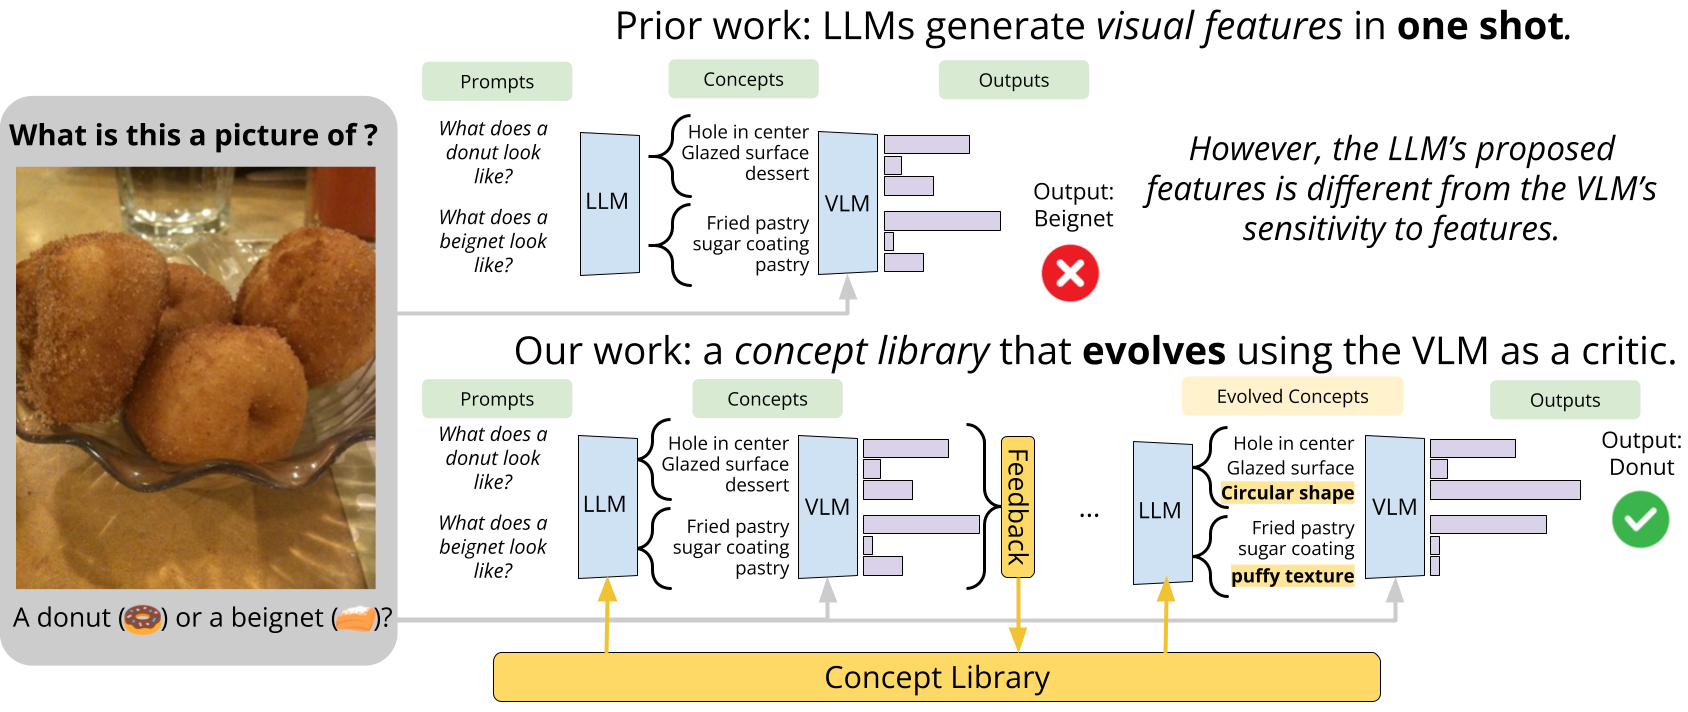 Prior work: LLMs generate visual features in one shot.
Prompts
Concepts
Outputs
What is this a picture of ?
What does a
donut look
like?
What does a
beignet look
like?
LLM
Hole in center
Glazed surface
dessert
Fried pastry
sugar coating
pastry
VLM
Output:
Beignet
However, the LLM's proposed
features is different from the VLM's
sensitivity to features.
Our work: a concept library that evolves using the VLM as a critic.
Prompts
Concepts
Evolved Concepts
Outputs
What does a
donut look
like?
What does a
beignet look
like?
LLM
Hole in center
Glazed surface
dessert
Fried pastry
sugar coating
pastry
VLM
Feedback
...
LLM
Hole in center
Glazed surface
Circular shape
Fried pastry
sugar coating
puffy texture
VLM
Output:
Donut
A donut (🍩) or a beignet ()?
Concept Library